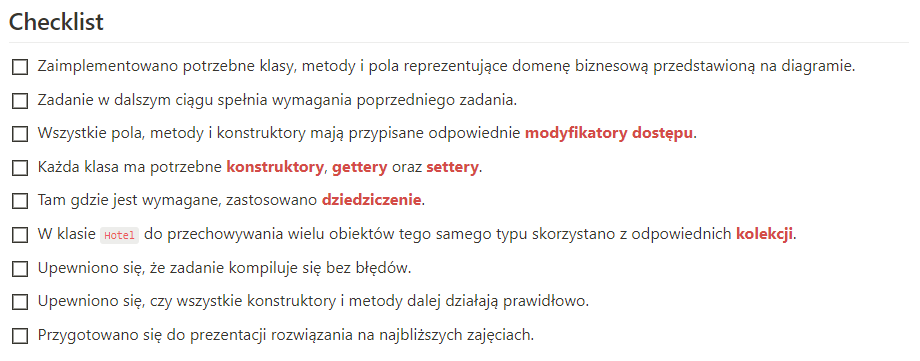 Checklist
Zaimplementowano potrzebne klasy, metody i pola reprezentujące domenę biznesową przedstawioną na diagramie.
Zadanie w dalszym ciągu spełnia wymagania poprzedniego zadania.
Wszystkie pola, metody i konstruktory mają przypisane odpowiednie modyfikatory dostępu.
Każda klasa ma potrzebne konstruktory, gettery oraz settery.
Tam gdzie jest wymagane, zastosowano dziedziczenie.
W klasie Hotel do przechowywania wielu obiektów tego samego typu skorzystano z odpowiednich kolekcji.
Upewniono się, że zadanie kompiluje się bez błędów.
Upewniono się, czy wszystkie konstruktory i metody dalej działają prawidłowo.
Przygotowano się do prezentacji rozwiązania na najbliższych zajęciach.